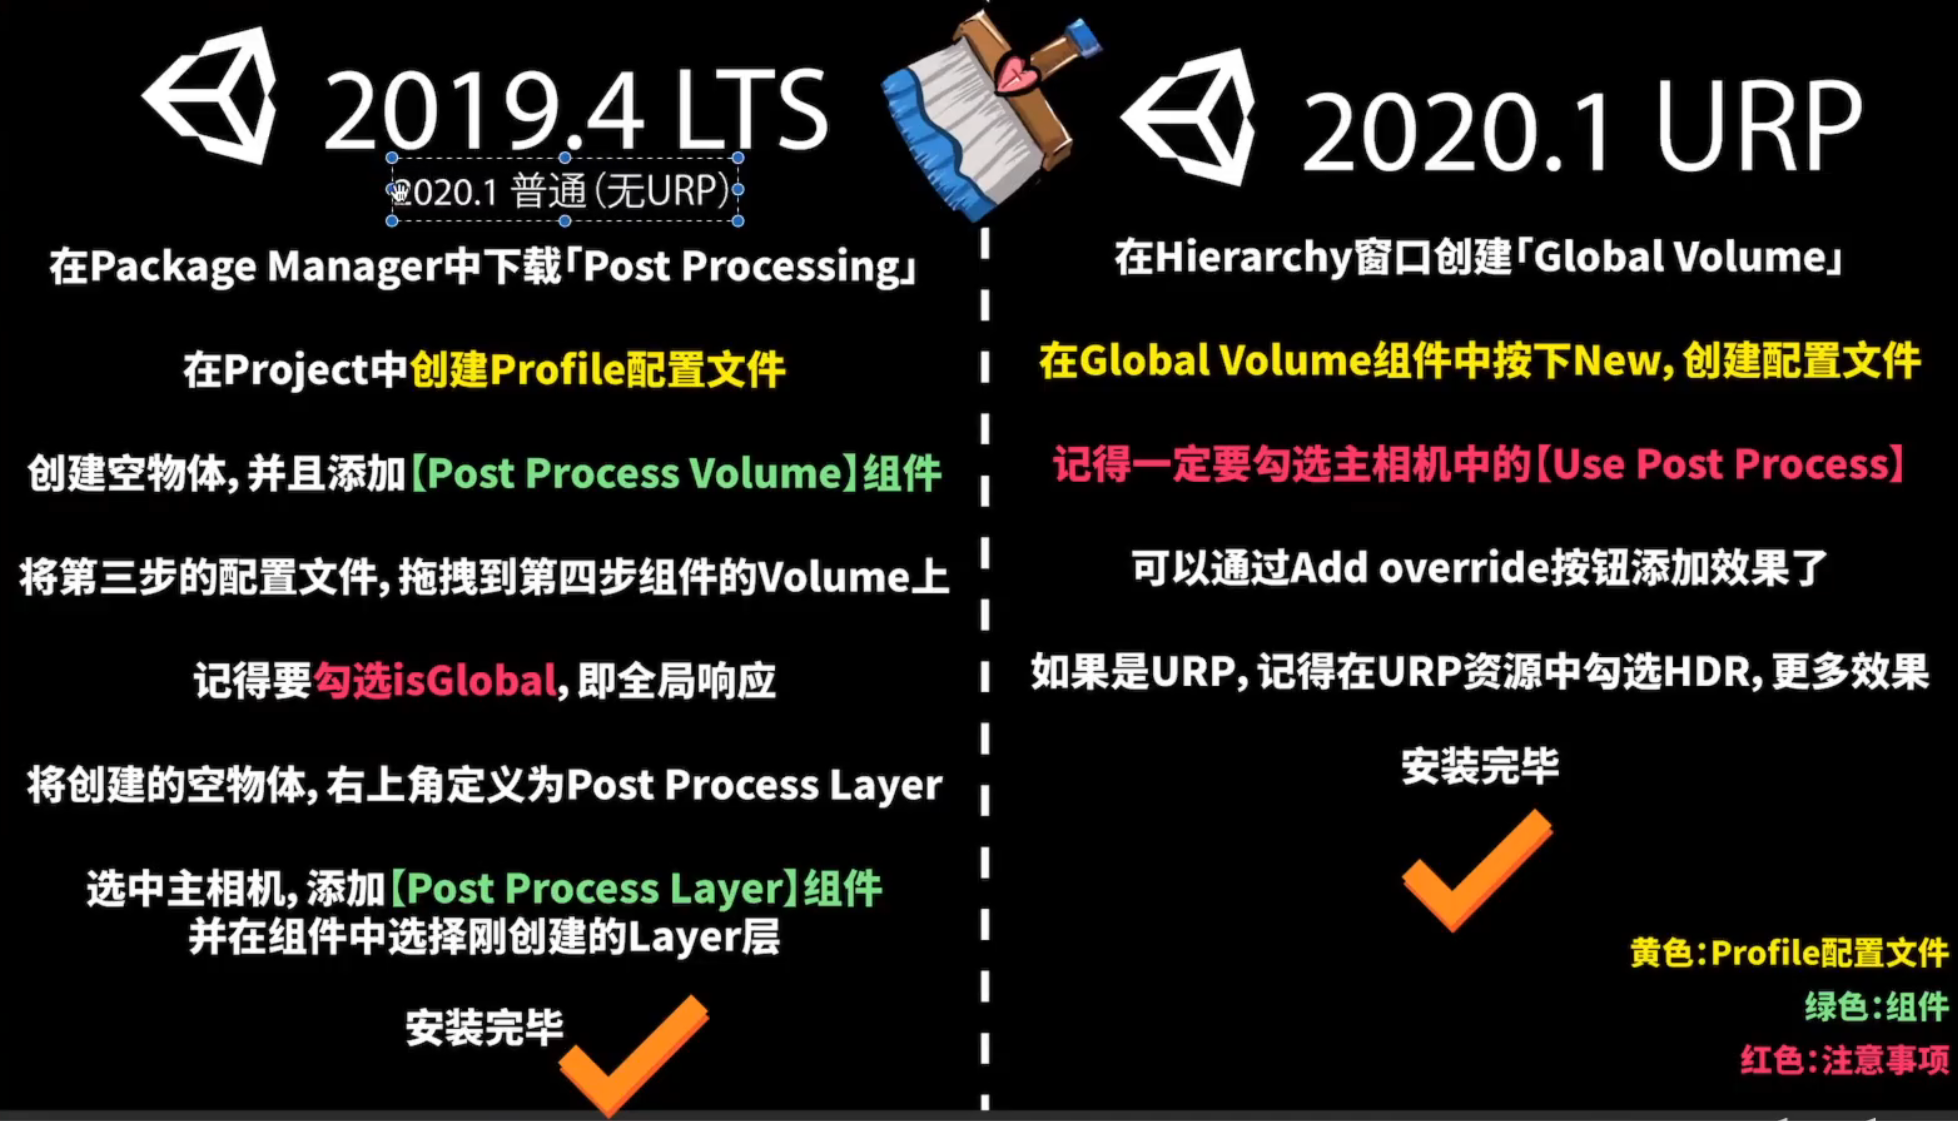 2019.4 LTS
2020.1 普通(无URP)
在Package Manager中下载「Post Processing」
在Project中创建Profile配置文件
创建空物体,并且添加【Post Process Volume】组件
将第三步的配置文件,拖拽到第四步组件的Volume上
记得要勾选isGlobal,即全局响应
将创建的空物体,右上角定义为Post Process Layer
选中主相机,添加【Post Process Layer】组件
并在组件中选择刚创建的Layer层
安装完毕
2020.1 URP
在Hierarchy窗口创建「Global Volume」
在Global Volume组件中按下New,创建配置文件
记得一定要勾选主相机中的【Use Post Process】
可以通过Add override按钮添加效果了
如果是URP,记得在URP资源中勾选HDR,更多效果
安装完毕
黄色:Profile配置文件
绿色:组件
红色:注意事项